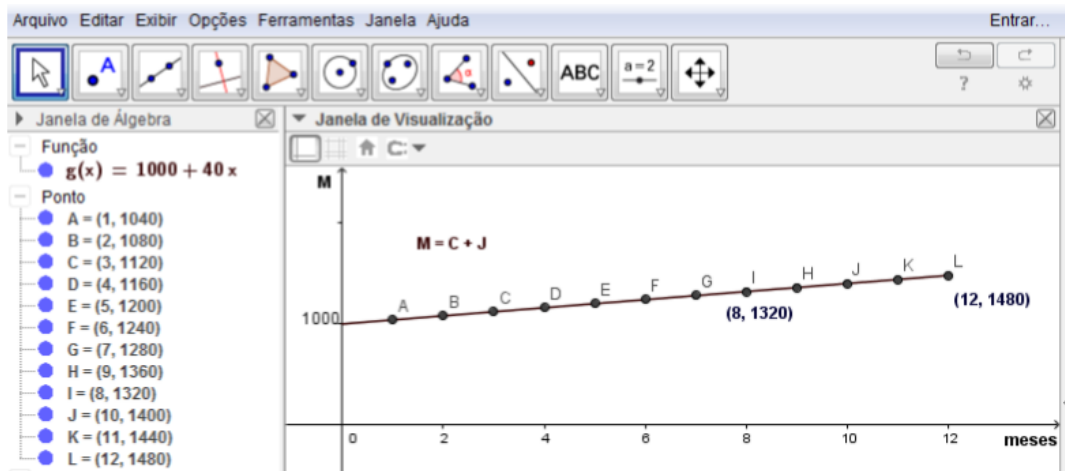 Arquivo Editar Exibir Opções Ferramentas Janela Ajuda Entrar...
A α ABC a = 2
?
Janela de Álgebra
Função
g(x) = 1000 + 40 x
Ponto
A = (1, 1040)
B = (2, 1080)
C = (3, 1120)
D = (4, 1160)
E = (5, 1200)
F = (6, 1240)
G = (7, 1280)
H = (9, 1360)
I = (8, 1320)
J = (10, 1400)
K = (11, 1440)
L = (12, 1480)
Janela de Visualização
M
M = C + J
A B C D E F G I H J K L
1000
(8, 1320)
(12, 1480)
0 2 4 6 8 10 12
meses